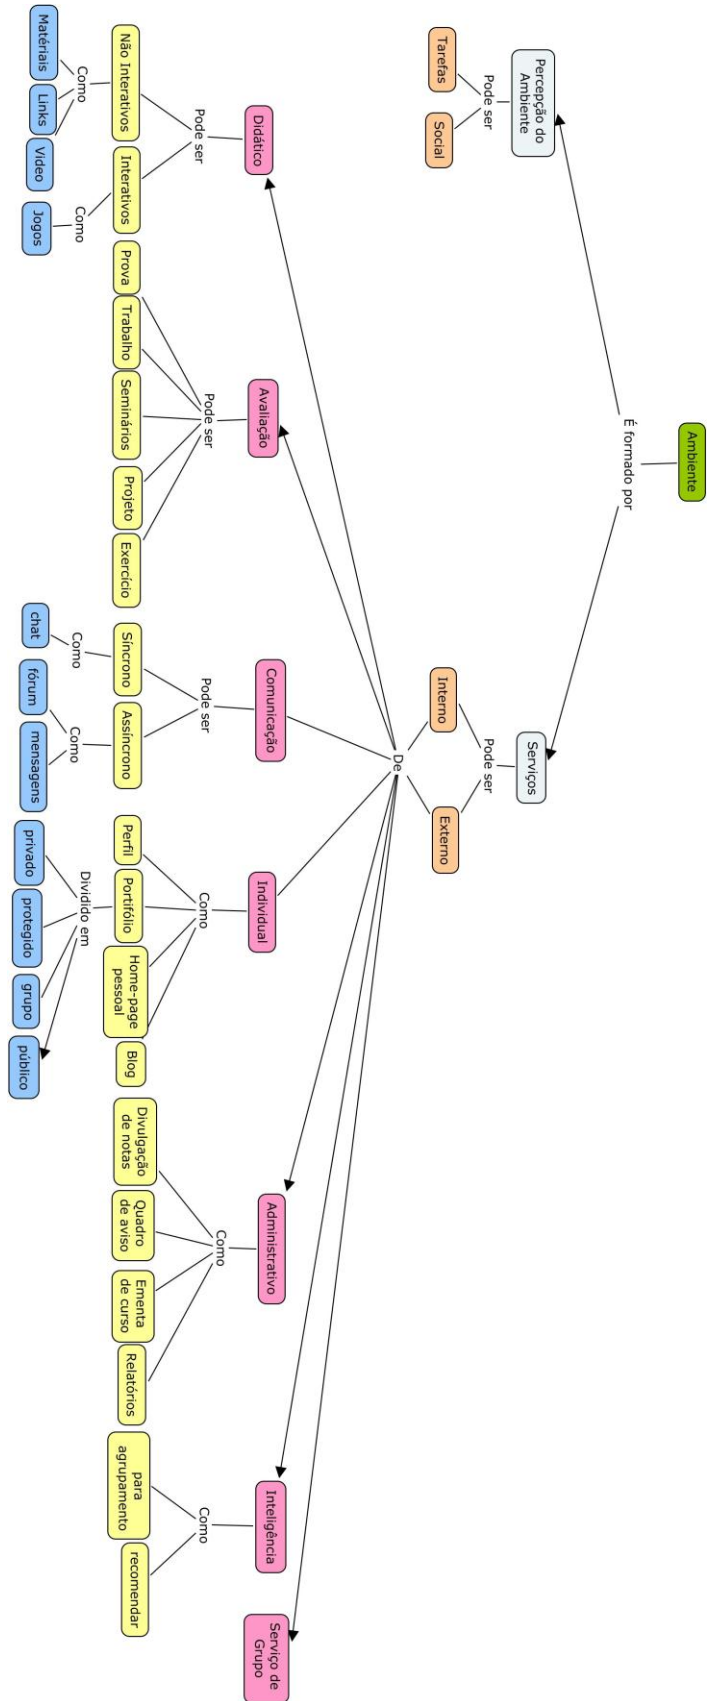 Ambiente
É formado por
Percepção do
Ambiente
Serviços
Pode ser
Pode ser
Tarefas
Social
Interno
Externo
De
Didático
Avaliação
Comunicação
Individual
Administrativo
Inteligência
Serviço de
Grupo
Pode ser
Pode ser
Pode ser
Como
Como
Como
Não Interativos
Interativos
Prova
Trabalho
Seminários
Projeto
Exercício
Síncrono
Assíncrono
Perfil
Portifólio
Home-page
pessoal
Blog
Divulgação
de notas
Quadro
de aviso
Ementa
de curso
Relatórios
para
agrupamento
recomendar
Como
Como
Como
Como
Dividido em
Matériais
Links
Video
Jogos
chat
fórum
mensagens
privado
protegido
grupo
público